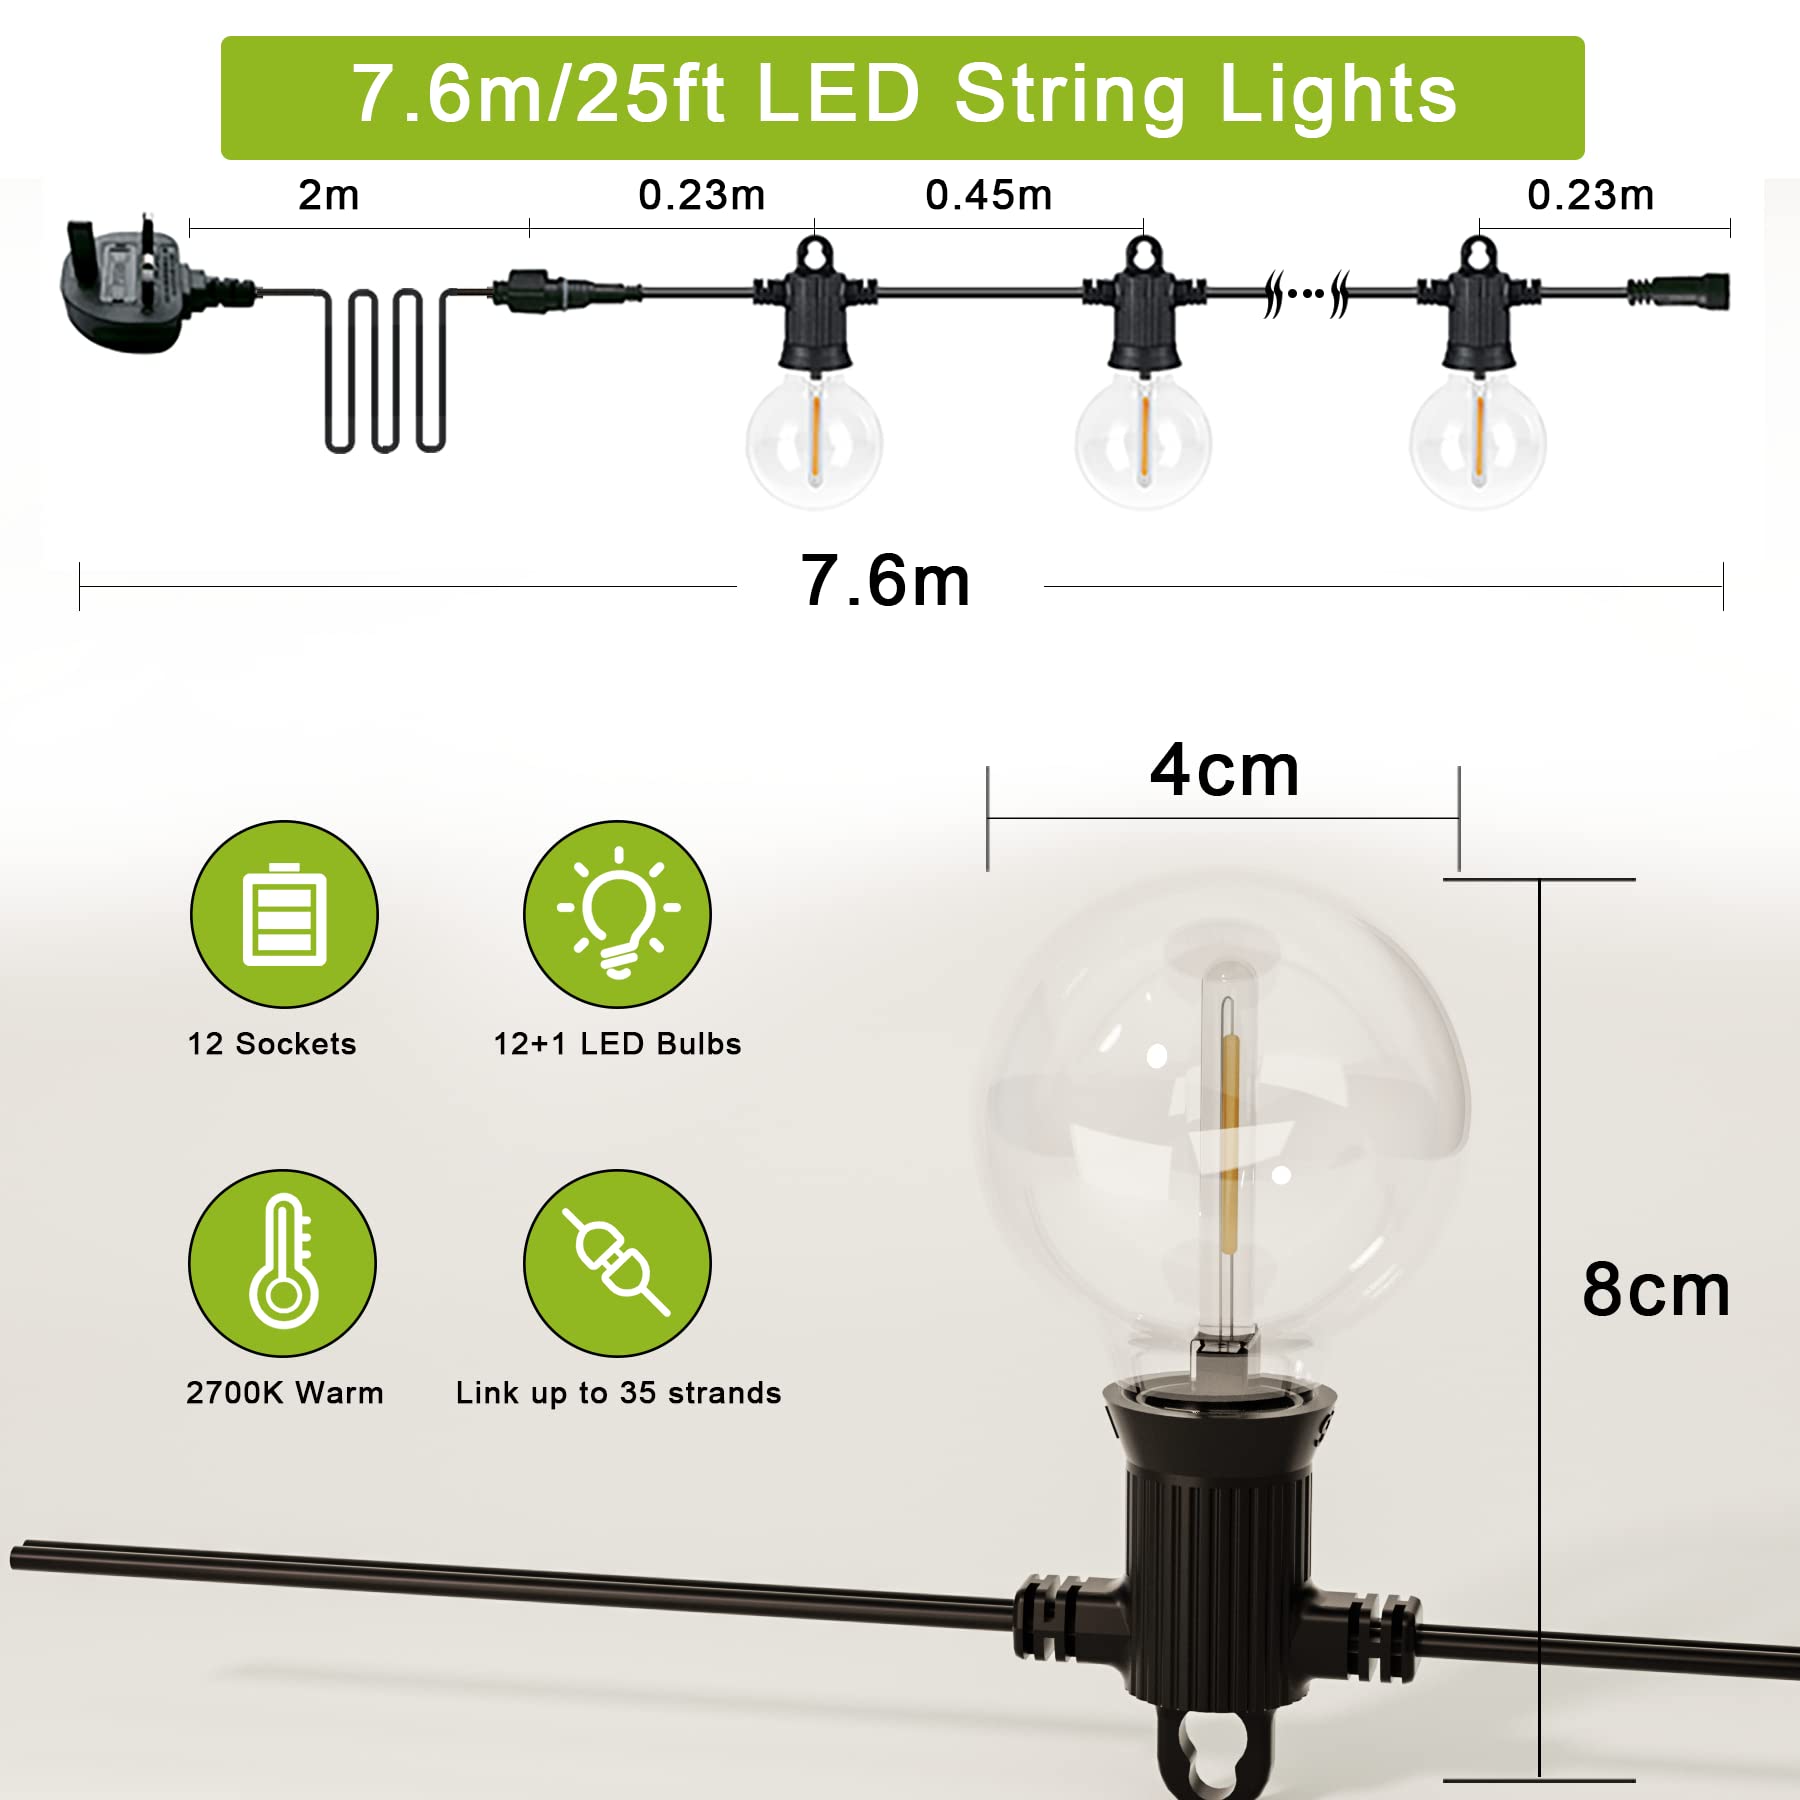 7.6m/25ft LED String Lights
2m 0.23m 0.45m 0.23m
7.6m
4cm
8cm
12 Sockets 12+1 LED Bulbs
2700K Warm Link up to 35 strands